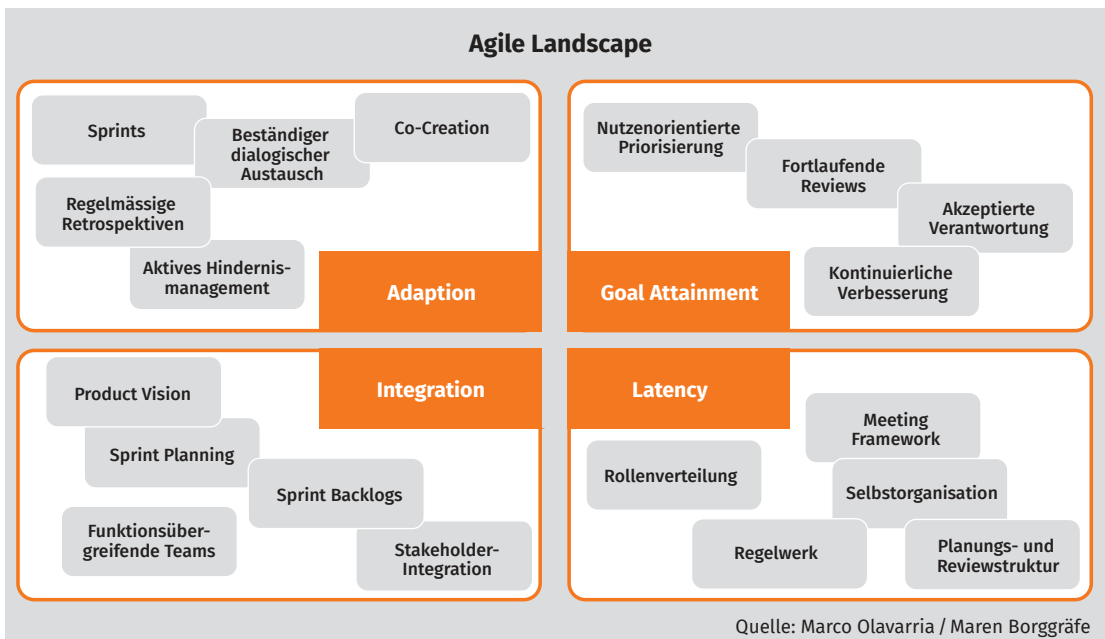 Agile Landscape
Sprints
Beständiger
dialogischer
Austausch
Co-Creation
Regelmässige
Retrospektiven
Aktives Hindernis-
management
Adaption
Nutzenorientierte
Priorisierung
Fortlaufende
Reviews
Akzeptierte
Verantwortung
Kontinuierliche
Verbesserung
Goal Attainment
Integration
Product Vision
Sprint Planning
Sprint Backlogs
Funktionsüber-
greifende Teams
Stakeholder-
Integration
Latency
Meeting
Framework
Rollenverteilung
Selbstorganisation
Regelwerk
Planungs- und
Reviewstruktur
Quelle: Marco Olavarria / Maren Borggräfe